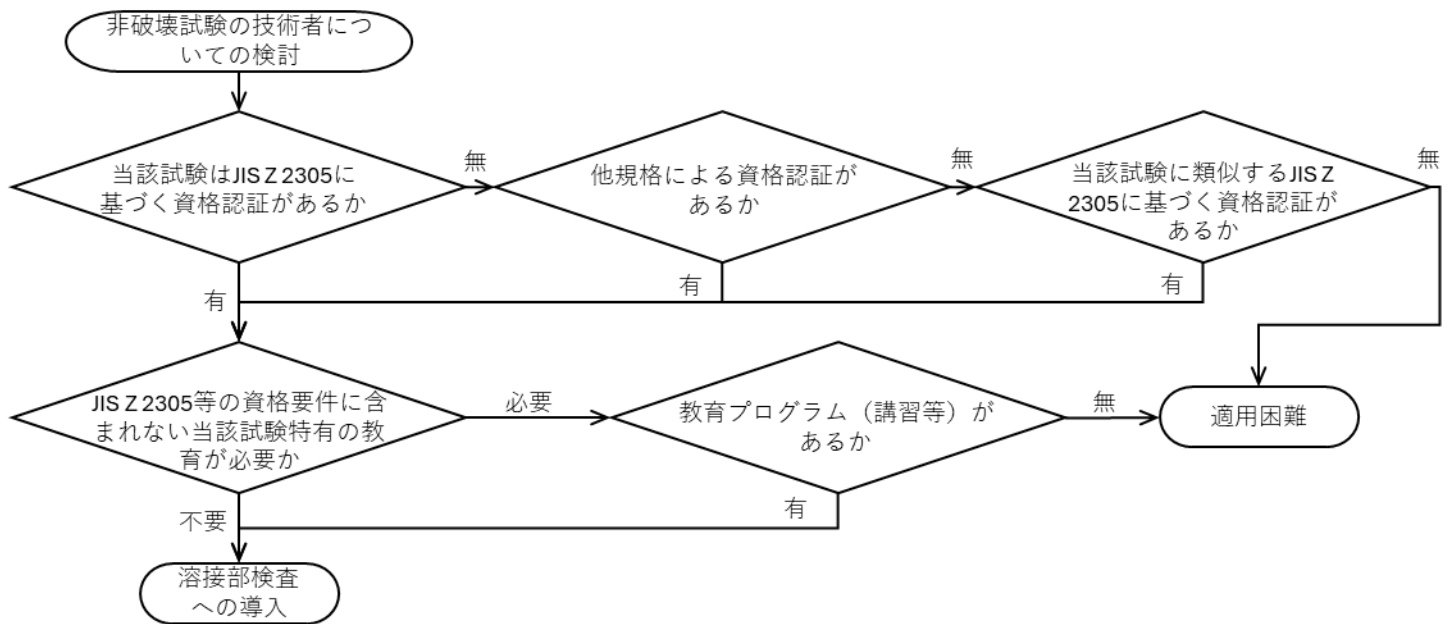 非破壊試験の技術者につ
いての検討
当該試験はJIS Z 2305に
基づく資格認証があるか
無
他規格による資格認証が
あるか
無
当該試験に類似するJIS Z
2305に基づく資格認証が
あるか
無
有
有
有
JIS Z 2305等の資格要件に含
まれない当該試験特有の教
育が必要か
必要
教育プログラム（講習等）が
あるか
無
適用困難
不要
有
溶接部検査
への導入